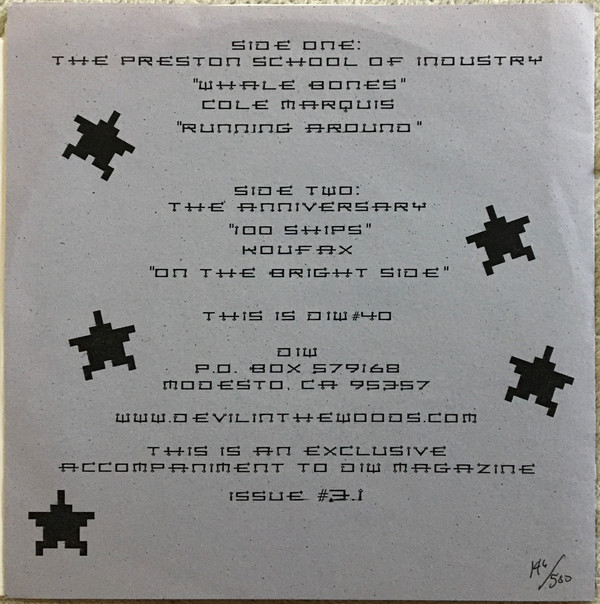 SIDE ONE:
THE PRESTON SCHOOL OF INDUSTRY
"WHALE BONES"
COLE MARQUIS
"RUNNING AROUND"
SIDE TWO:
THE ANNIVERSARY
"100 SHIPS"
KOUFAX
"ON THE BRIGHT SIDE"
THIS IS DIW#40
DIW
P.O. BOX 579168
MODESTO, CA 95357
WWW.DEVILINTHEWOODS.COM
THIS IS AN EXCLUSIVE
ACCOMPANIMENT TO DIW MAGAZINE
ISSUE #3.1
146/500